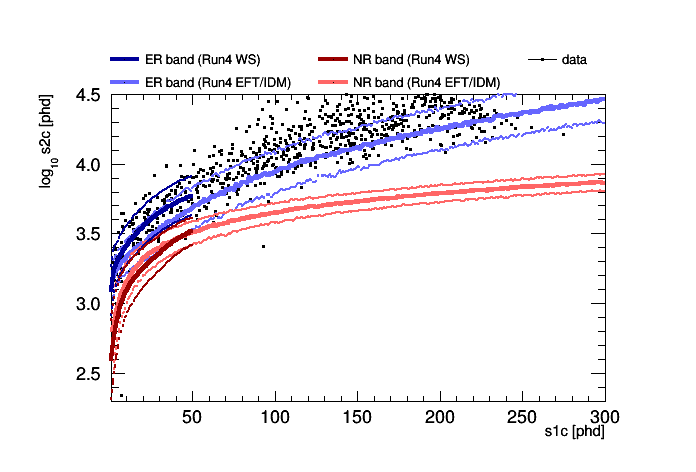 ER band (Run4 WS) NR band (Run4 WS) data
ER band (Run4 EFT/IDM) NR band (Run4 EFT/IDM)
log10 s2c [phd]
4.5
4.0
3.5
3.0
2.5
50 100 150 200 250 300
s1c [phd]